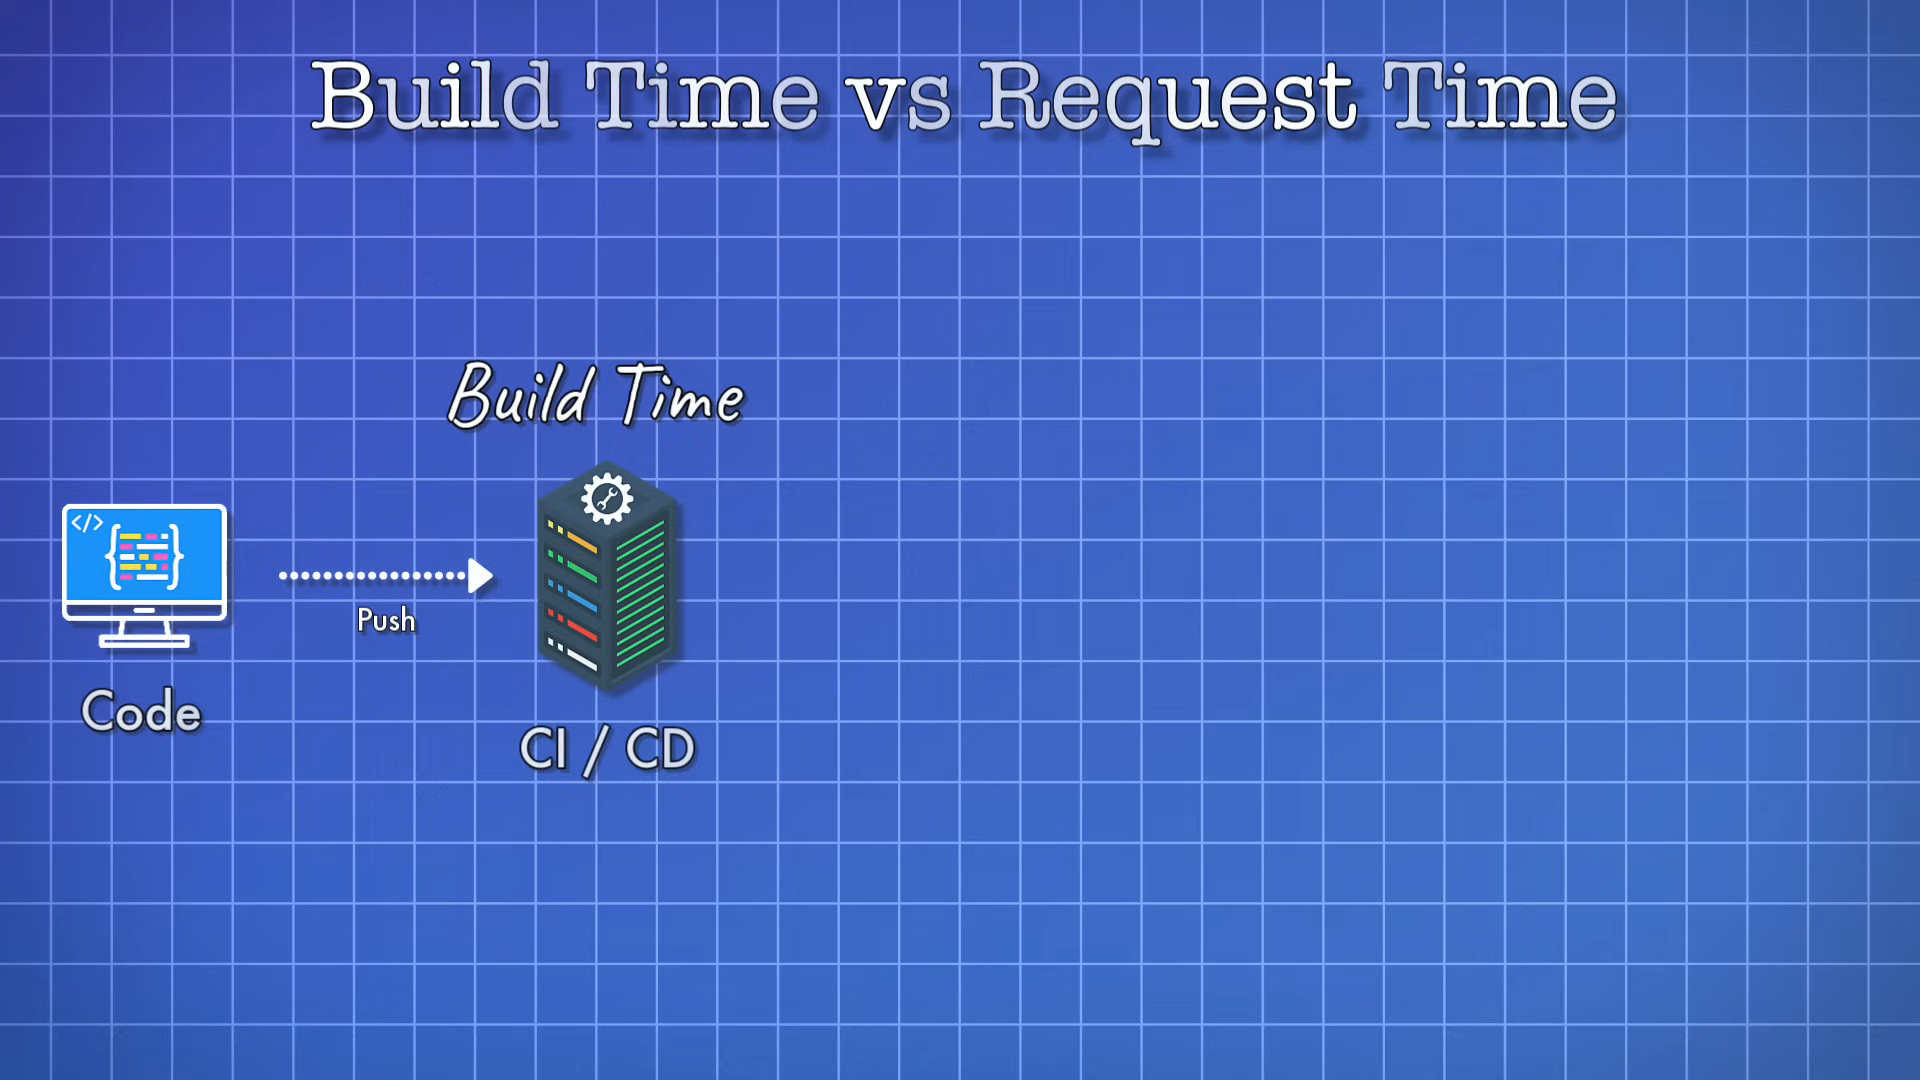 Build Time vs Request Time
Build Time
</>
Push
Code
CI / CD